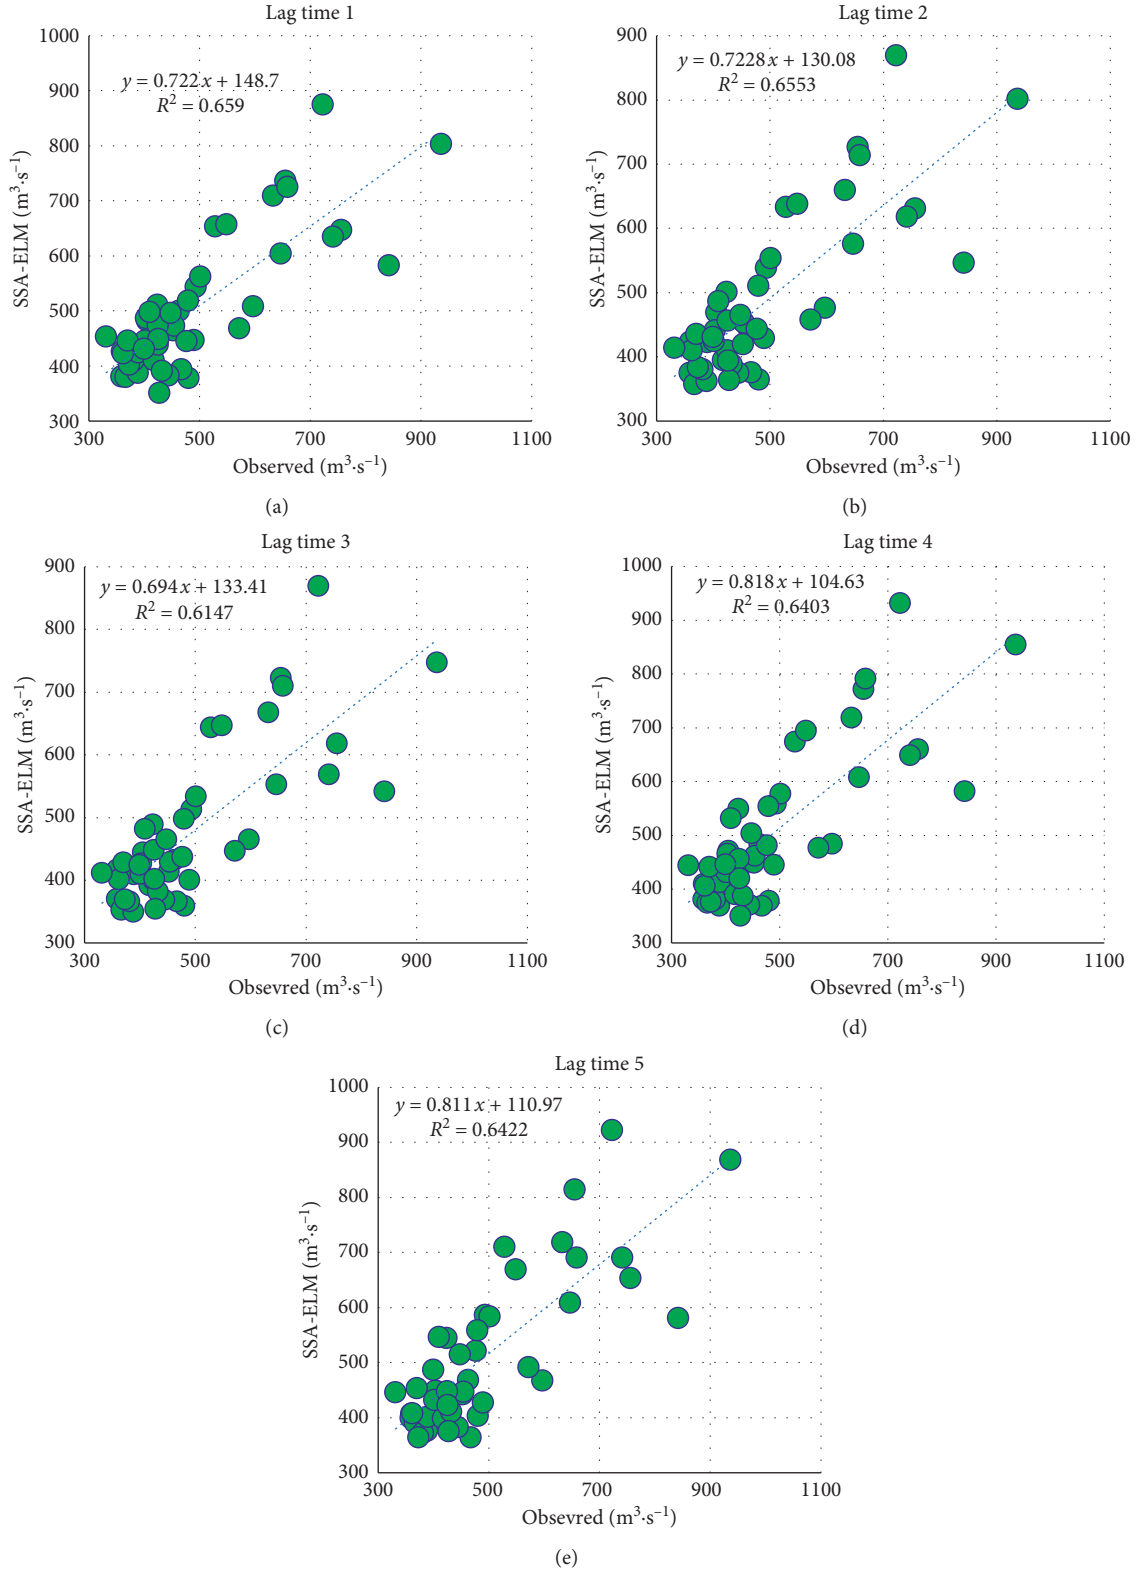 Lag time 1
y = 0.722x + 148.7
R² = 0.659
SSA-ELM (m³·s⁻¹)
1000
900
800
700
600
500
400
300
300 500 700 900 1100
Observed (m³·s⁻¹)
(a)
Lag time 2
y = 0.7228x + 130.08
R² = 0.6553
SSA-ELM (m³·s⁻¹)
900
800
700
600
500
400
300
300 500 700 900 1100
Obsevred (m³·s⁻¹)
(b)
Lag time 3
y = 0.694x + 133.41
R² = 0.6147
SSA-ELM (m³·s⁻¹)
900
800
700
600
500
400
300
300 500 700 900 1100
Obsevred (m³·s⁻¹)
(c)
Lag time 4
y = 0.818x + 104.63
R² = 0.6403
SSA-ELM (m³·s⁻¹)
1000
900
800
700
600
500
400
300
300 500 700 900 1100
Obsevred (m³·s⁻¹)
(d)
Lag time 5
y = 0.811x + 110.97
R² = 0.6422
SSA-ELM (m³·s⁻¹)
1000
900
800
700
600
500
400
300
300 500 700 900 1100
Obsevred (m³·s⁻¹)
(e)